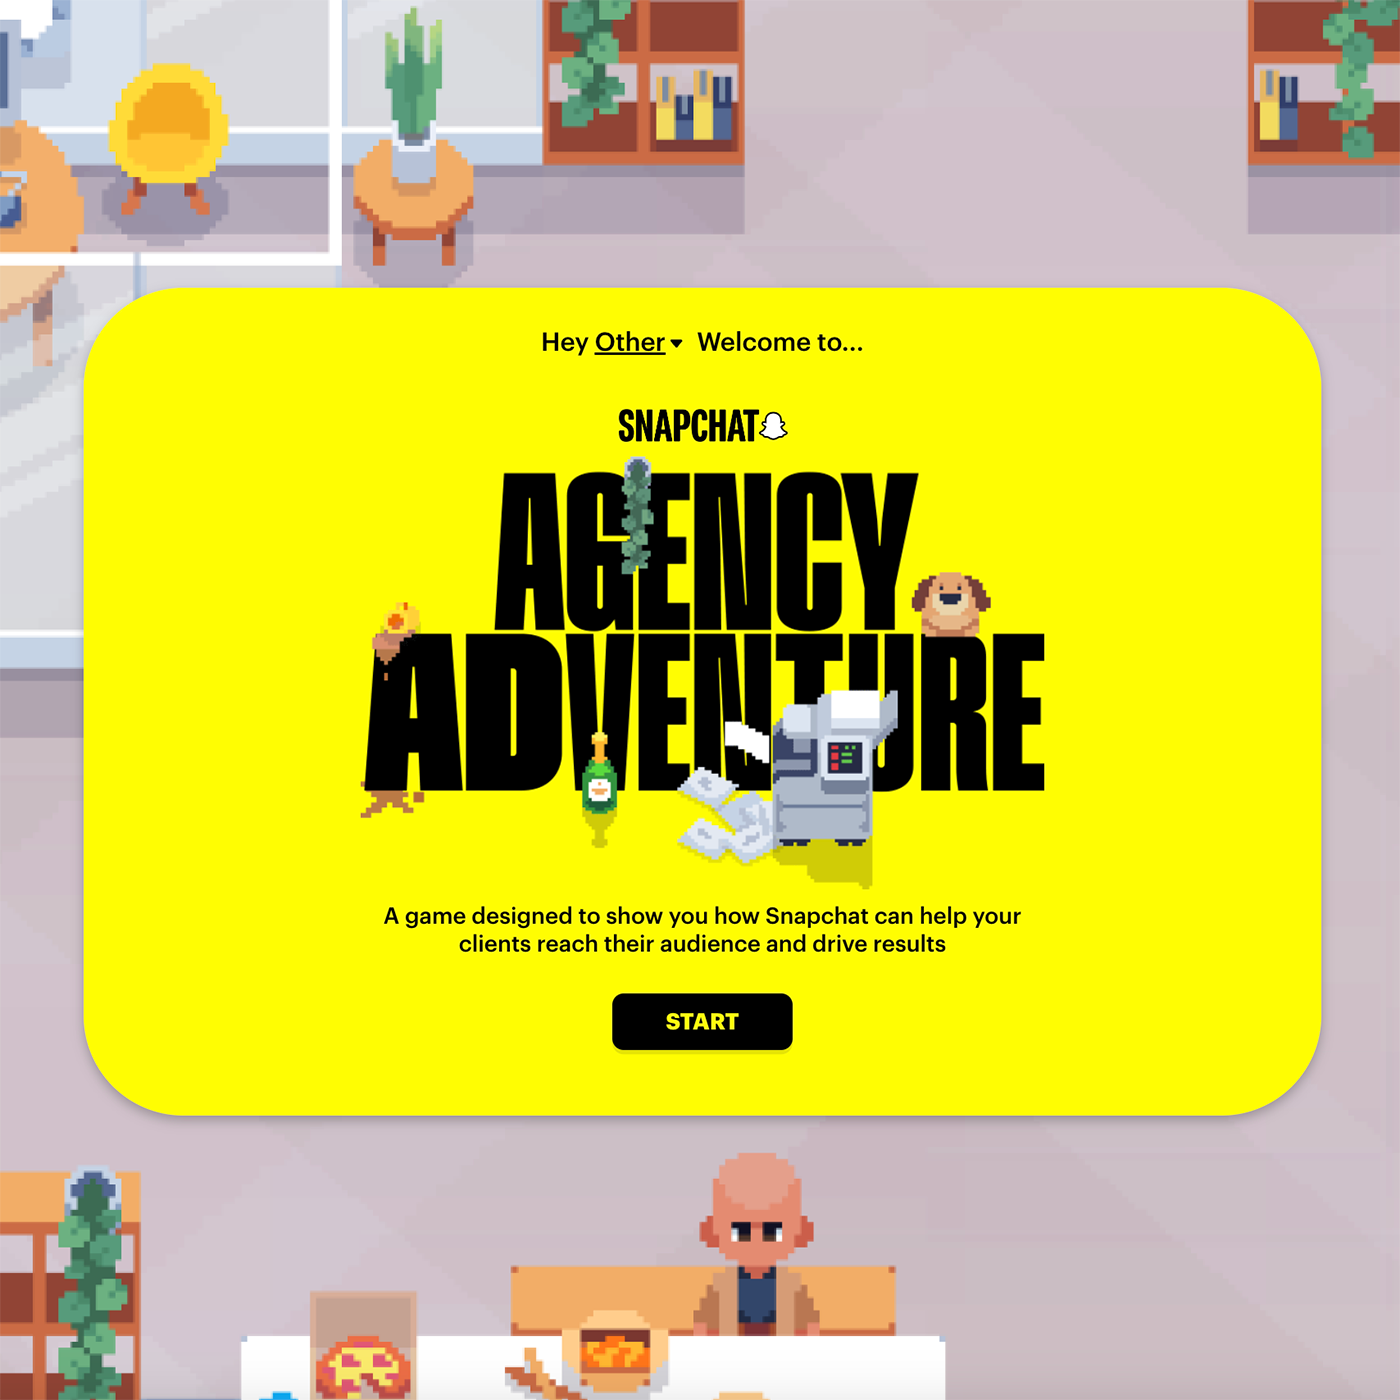 Hey Other Welcome to...
SNAPCHAT
AGENCY
ADVENTURE
A game designed to show you how Snapchat can help your
clients reach their audience and drive results
START